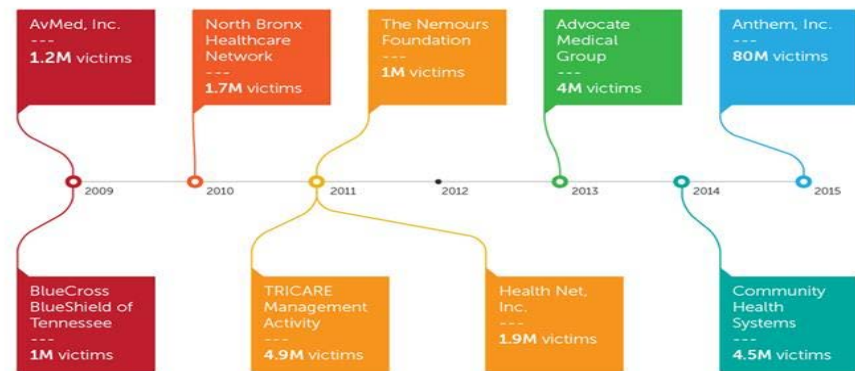 AvMed, Inc.
---
1.2M victims
North Bronx
Healthcare
Network
---
1.7M victims
The Nemours
Foundation
---
1M victims
Advocate
Medical
Group
---
4M victims
Anthem, Inc.
---
80M victims
2009
2010
2011
2012
2013
2014
2015
BlueCross
BlueShield of
Tennessee
---
1M victims
TRICARE
Management
Activity
---
4.9M victims
Health Net,
Inc.
---
1.9M victims
Community
Health
Systems
---
4.5M victims